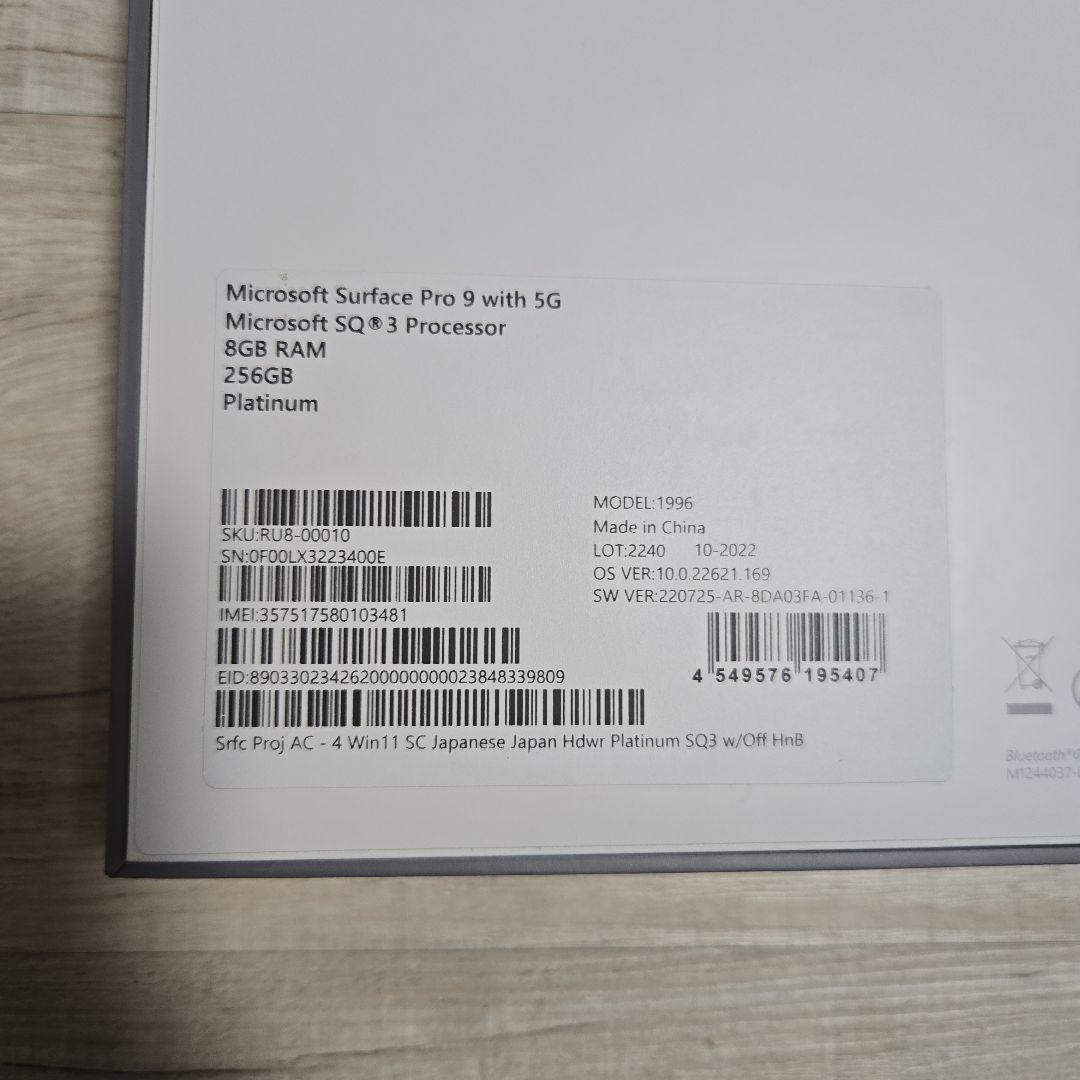 Microsoft Surface Pro 9 with 5G
Microsoft SQ®3 Processor
8GB RAM
256GB
Platinum
SKU:RU8-00010
SN:0F00LX3223400E
IMEI:357517580103481
EID:89033023426200000000023848339809
Srfc Proj AC - 4 Win11 SC Japanese Japan Hdwr Platinum SQ3 w/Off HnB
MODEL:1996
Made in China
LOT:2240 10-2022
OS VER:10.0.22621.169
SW VER:220725-AR-8DA03FA-01136-1
4 549576 195407
Bluetooth®
M1244037-